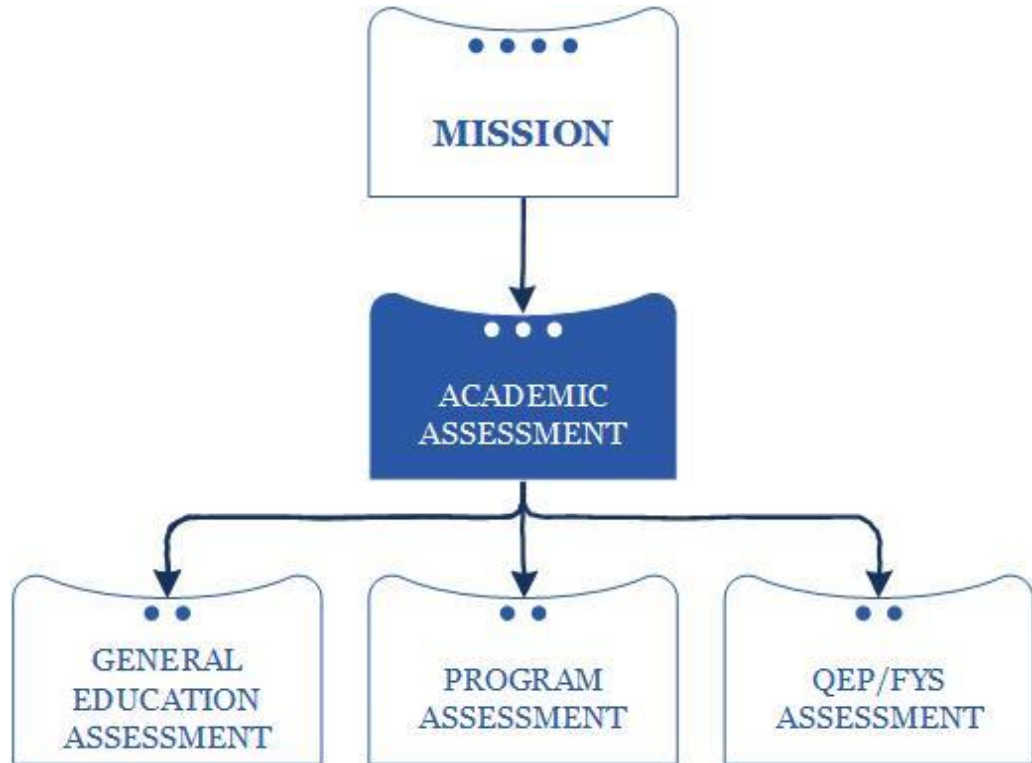 MISSION
ACADEMIC
ASSESSMENT
GENERAL
EDUCATION
ASSESSMENT
PROGRAM
ASSESSMENT
QEP/FYS
ASSESSMENT